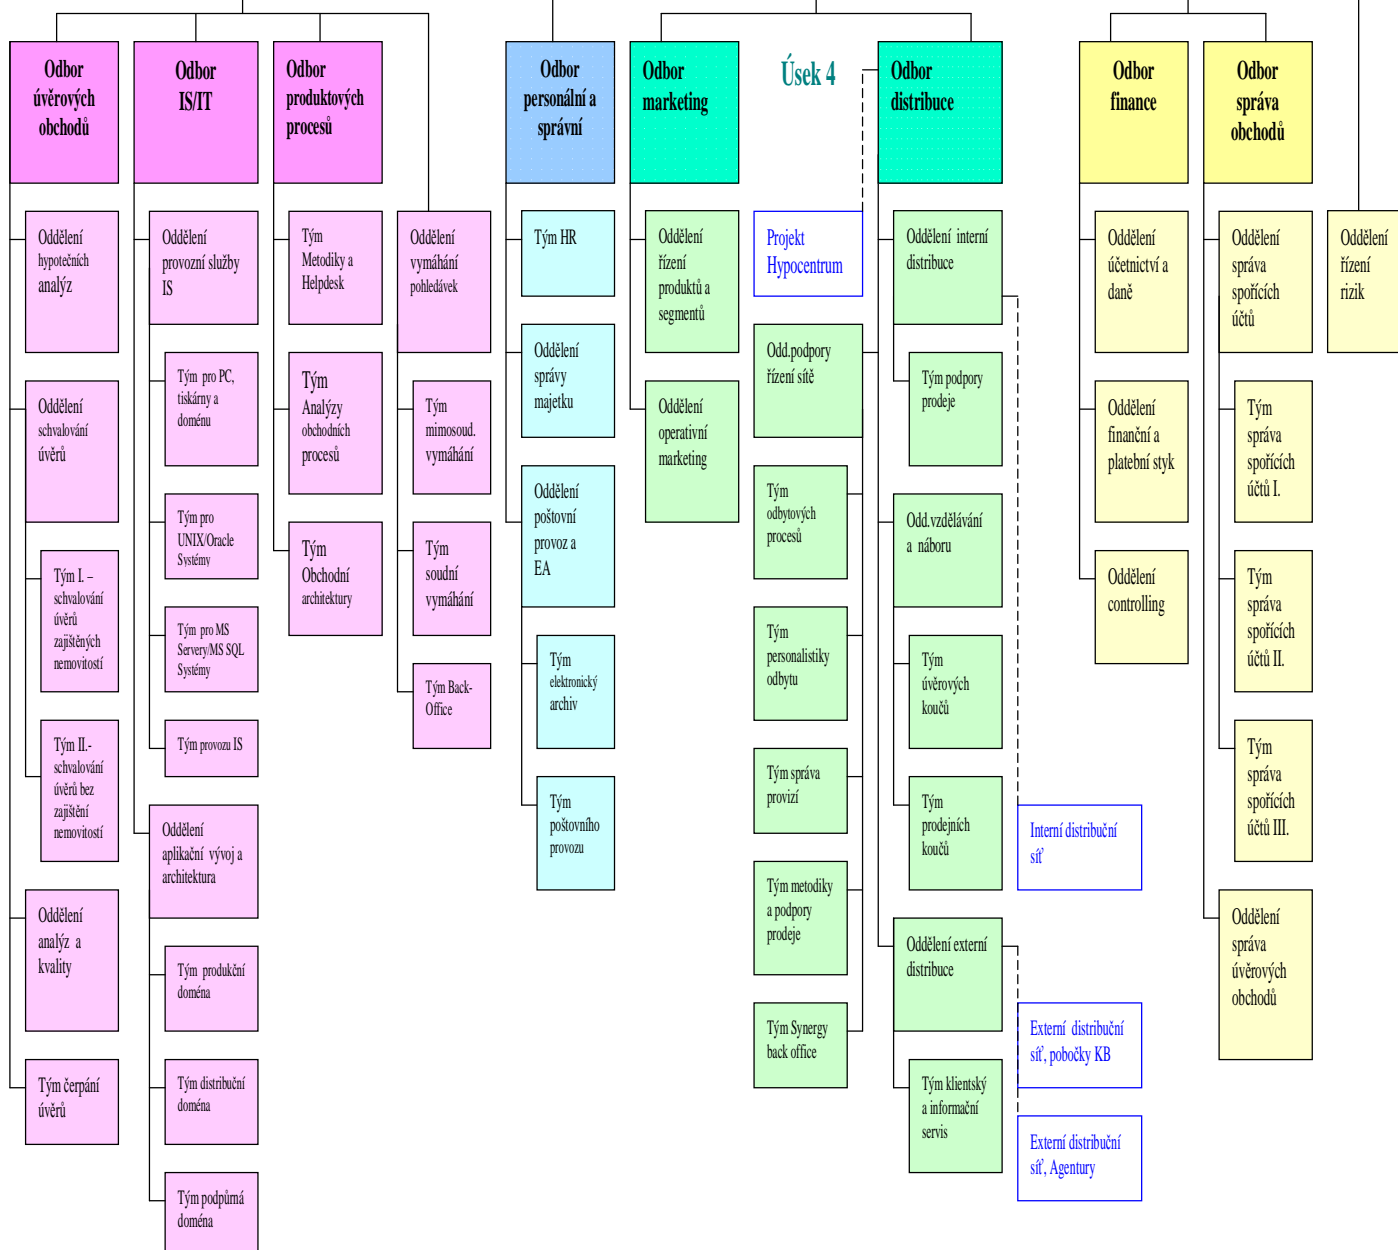 Odbor
úvěrových
obchodů
Odbor
IS/IT
Odbor
produktových
procesů
Odbor
personální a
správní
Odbor
marketing
Úsek 4
Odbor
distribuce
Odbor
finance
Odbor
správa
obchodů
Oddělení
hypotečních
analýz
Oddělení
schvalování
úvěrů
Tým I. –
schvalování
úvěrů
zajištěných
nemovitostí
Tým II.-
schvalování
úvěrů bez
zajištění
nemovitostí
Oddělení
analýz a
kvality
Tým čerpání
úvěrů
Oddělení
provozní služby
IS
Tým pro PC,
tiskárny a
doménu
Tým pro
UNIX/Oracle
Systémy
Tým pro MS
Servery/MS SQL
Systémy
Tým provozu IS
Oddělení
aplikační vývoj a
architektura
Tým produkční
doména
Tým distribuční
doména
Tým podpůrná
doména
Tým
Metodiky a
Helpdesk
Tým
Analýzy
obchodních
procesů
Tým
Obchodní
architektury
Oddělení
vymáhání
pohledávek
Tým
mimosoud.
vymáhání
Tým
soudní
vymáhání
Tým Back-
Office
Tým HR
Oddělení
správy
majetku
Oddělení
poštovní
provoz a
EA
Tým
elektronický
archiv
Tým
poštovního
provozu
Oddělení
řízení
produktů a
segmentů
Oddělení
operativní
marketing
Projekt
Hypocentrum
Odd.podpory
řízení sítě
Tým
odbytových
procesů
Tým
personalistiky
odbytu
Tým správa
provizí
Tým metodiky
a podpory
prodeje
Tým Synergy
back office
Oddělení interní
distribuce
Tým podpory
prodeje
Odd.vzdělávání
a náboru
Tým
úvěrových
koučů
Tým
prodejních
koučů
Oddělení externí
distribuce
Tým klientský
a informační
servis
Interní distribuční
síť
Externí distribuční
síť, pobočky KB
Externí distribuční
síť, Agentury
Oddělení
účetnictví a
daně
Oddělení
finanční a
platební styk
Oddělení
controlling
Oddělení
správa
spořících
účtů
Tým
správa
spořících
účtů I.
Tým
správa
spořících
účtů II.
Tým
správa
spořících
účtů III.
Oddělení
správa
úvěrových
obchodů
Oddělení
řízení
rizik